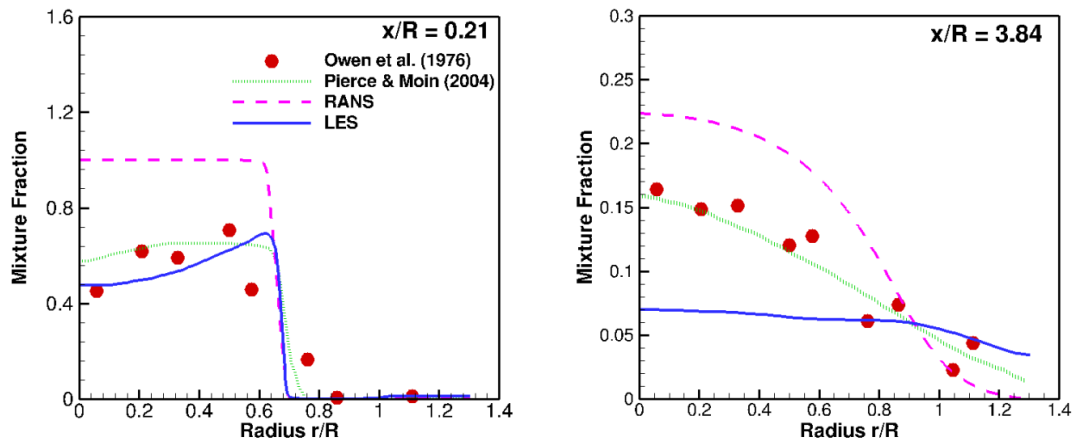 x/R = 0.21
Owen et al. (1976)
Pierce & Moin (2004)
RANS
LES
Mixture Fraction
1.6
1.2
0.8
0.4
0
0 0.2 0.4 0.6 0.8 1 1.2 1.4
Radius r/R
x/R = 3.84
Mixture Fraction
0.3
0.25
0.2
0.15
0.1
0.05
0
0 0.2 0.4 0.6 0.8 1 1.2 1.4
Radius r/R